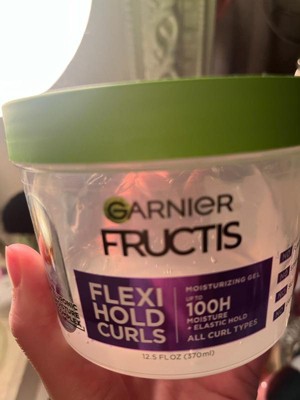 GARNIER
FRUCTIS
FLEXI
HOLD
CURLS
MOISTURIZING GEL
UP TO
100H
MOISTURE
+ ELASTIC HOLD
ALL CURL TYPES
12.5 FL OZ (370ml)